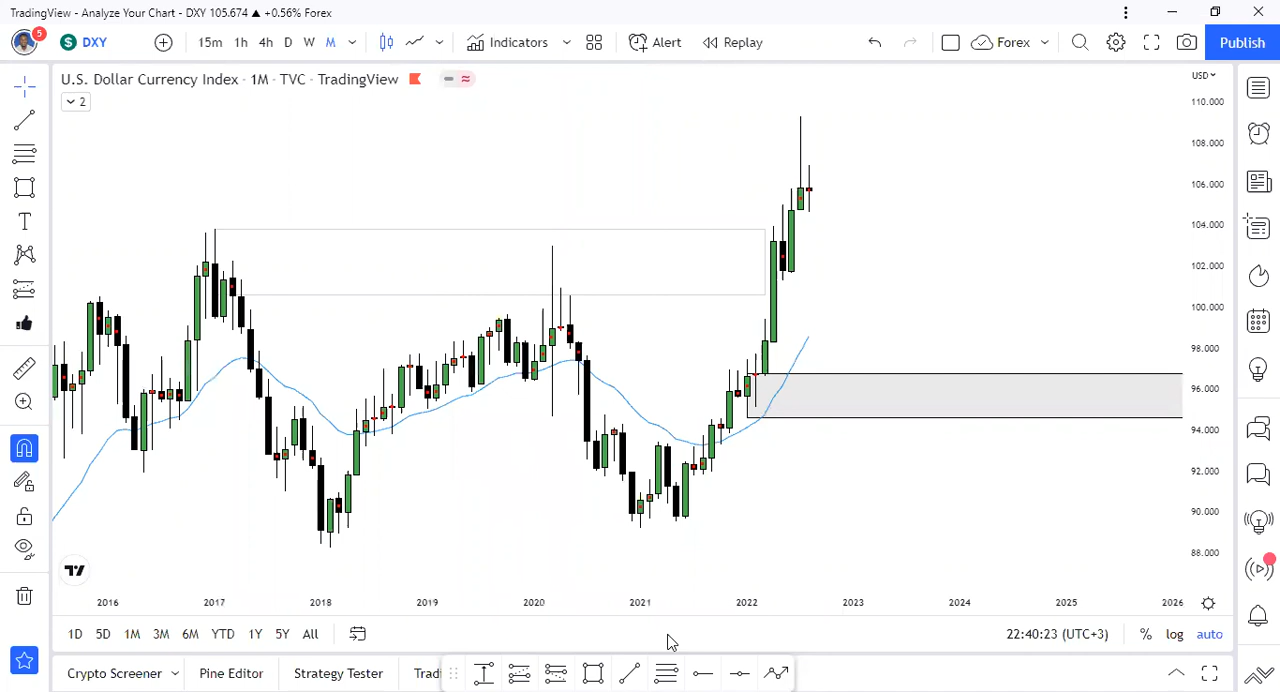 TradingView - Analyze Your Chart - DXY 105.674 ▲ +0.56% Forex
5
S DXY
15m 1h 4h D W M
Indicators
Alert
Replay
Forex
Publish
U.S. Dollar Currency Index · 1M · TVC · TradingView
2
USD
110.000
108.000
106.000
104.000
102.000
100.000
98.000
96.000
94.000
92.000
90.000
88.000
2016 2017 2018 2019 2020 2021 2022 2023 2024 2025 2026
1D 5D 1M 3M 6M YTD 1Y 5Y All
22:40:23 (UTC+3) % log auto
Crypto Screener Pine Editor Strategy Tester Tradi